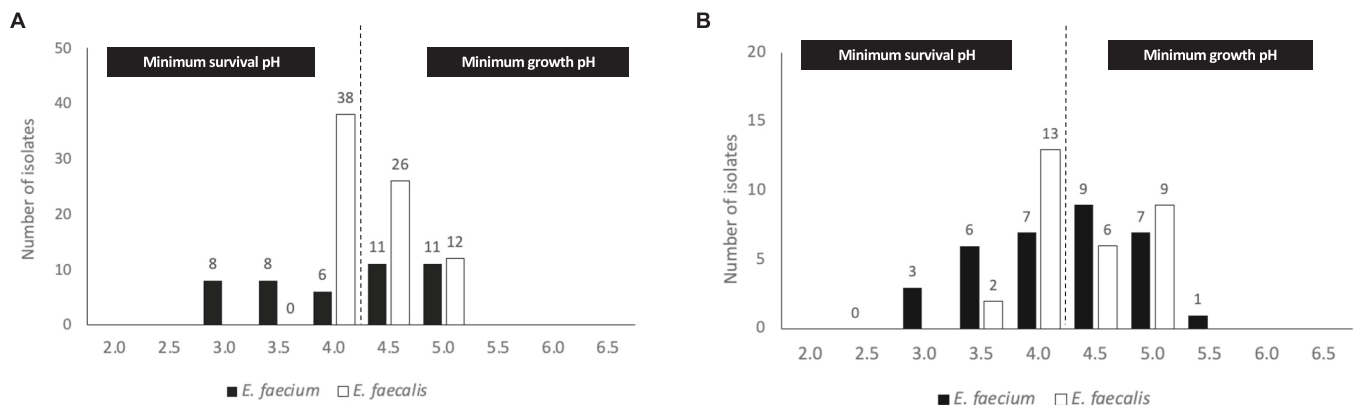 A
Minimum survival pH
Minimum growth pH
Number of isolates
50
40
30
20
10
0
8
8
0
6
38
11
26
11
12
2.0 2.5 3.0 3.5 4.0 4.5 5.0 5.5 6.0 6.5
E. faecium E. faecalis
B
Minimum survival pH
Minimum growth pH
Number of isolates
20
15
10
5
0
0
3
6
2
7
13
9
6
7
9
1
2.0 2.5 3.0 3.5 4.0 4.5 5.0 5.5 6.0 6.5
E. faecium E. faecalis